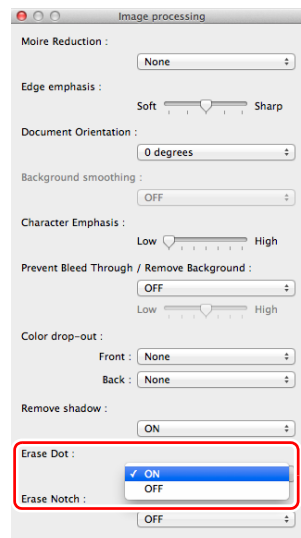 Image processing
Moire Reduction :
None
Edge emphasis :
Soft Sharp
Document Orientation :
0 degrees
Background smoothing :
OFF
Character Emphasis :
Low High
Prevent Bleed Through / Remove Background :
OFF
Low High
Color drop-out :
Front : None
Back : None
Remove shadow :
ON
Erase Dot :
✓ ON
OFF
Erase Notch :
OFF